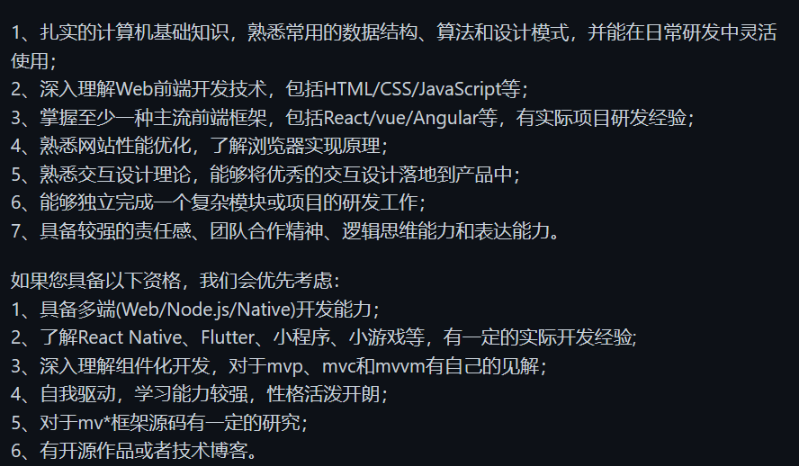 1、扎实的计算机基础知识，熟悉常用的数据结构、算法和设计模式，并能在日常研发中灵活
使用；
2、深入理解Web前端开发技术，包括HTML/CSS/JavaScript等；
3、掌握至少一种主流前端框架，包括React/vue/Angular等，有实际项目研发经验；
4、熟悉网站性能优化，了解浏览器实现原理；
5、熟悉交互设计理论，能够将优秀的交互设计落地到产品中；
6、能够独立完成一个复杂模块或项目的研发工作；
7、具备较强的责任感、团队合作精神、逻辑思维能力和表达能力。
如果您具备以下资格，我们会优先考虑：
1、具备多端(Web/Node.js/Native)开发能力；
2、了解React Native、Flutter、小程序、小游戏等，有一定的实际开发经验;
3、深入理解组件化开发，对于mvp、mvc和mvvm有自己的见解；
4、自我驱动，学习能力较强，性格活泼开朗；
5、对于mv*框架源码有一定的研究；
6、有开源作品或者技术博客。